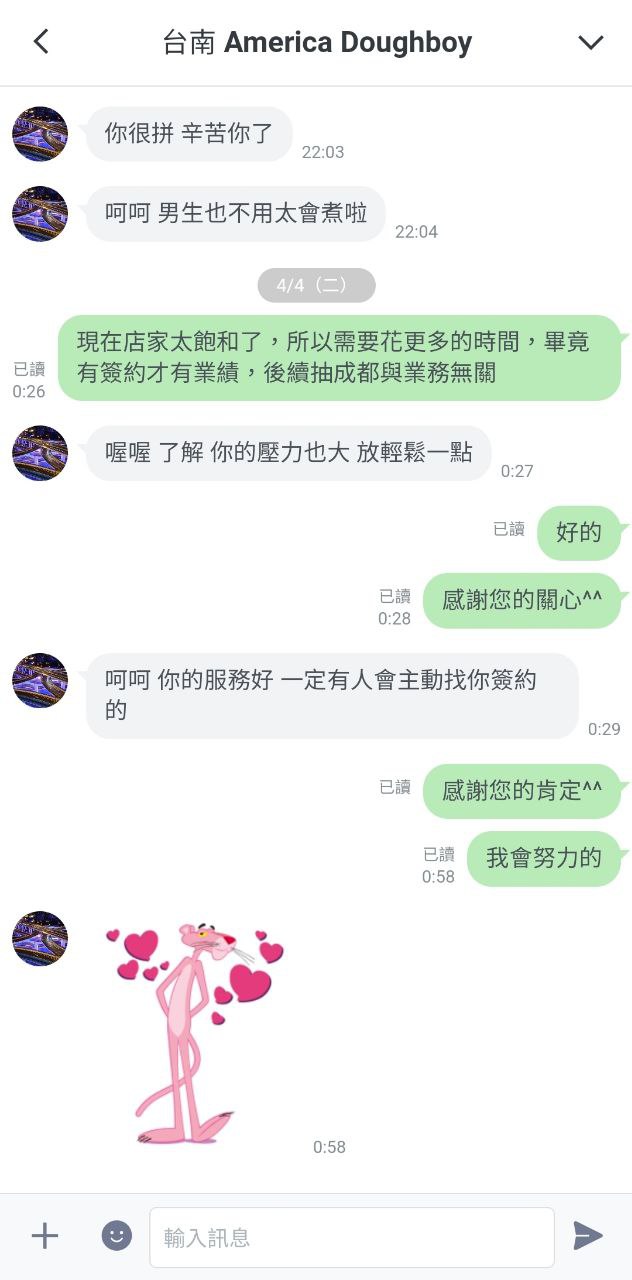 台南 America Doughboy
你很拼 辛苦你了
22:03
呵呵 男生也不用太會煮啦
22:04
4/4（二）
現在店家太飽和了，所以需要花更多的時間，畢竟
有簽約才有業績，後續抽成都與業務無關
已讀
0:26
喔喔 了解 你的壓力也大 放輕鬆一點
0:27
已讀
好的
已讀
0:28
感謝您的關心^^
呵呵 你的服務好 一定有人會主動找你簽約
的
0:29
已讀
感謝您的肯定^^
已讀
0:58
我會努力的
0:58
輸入訊息